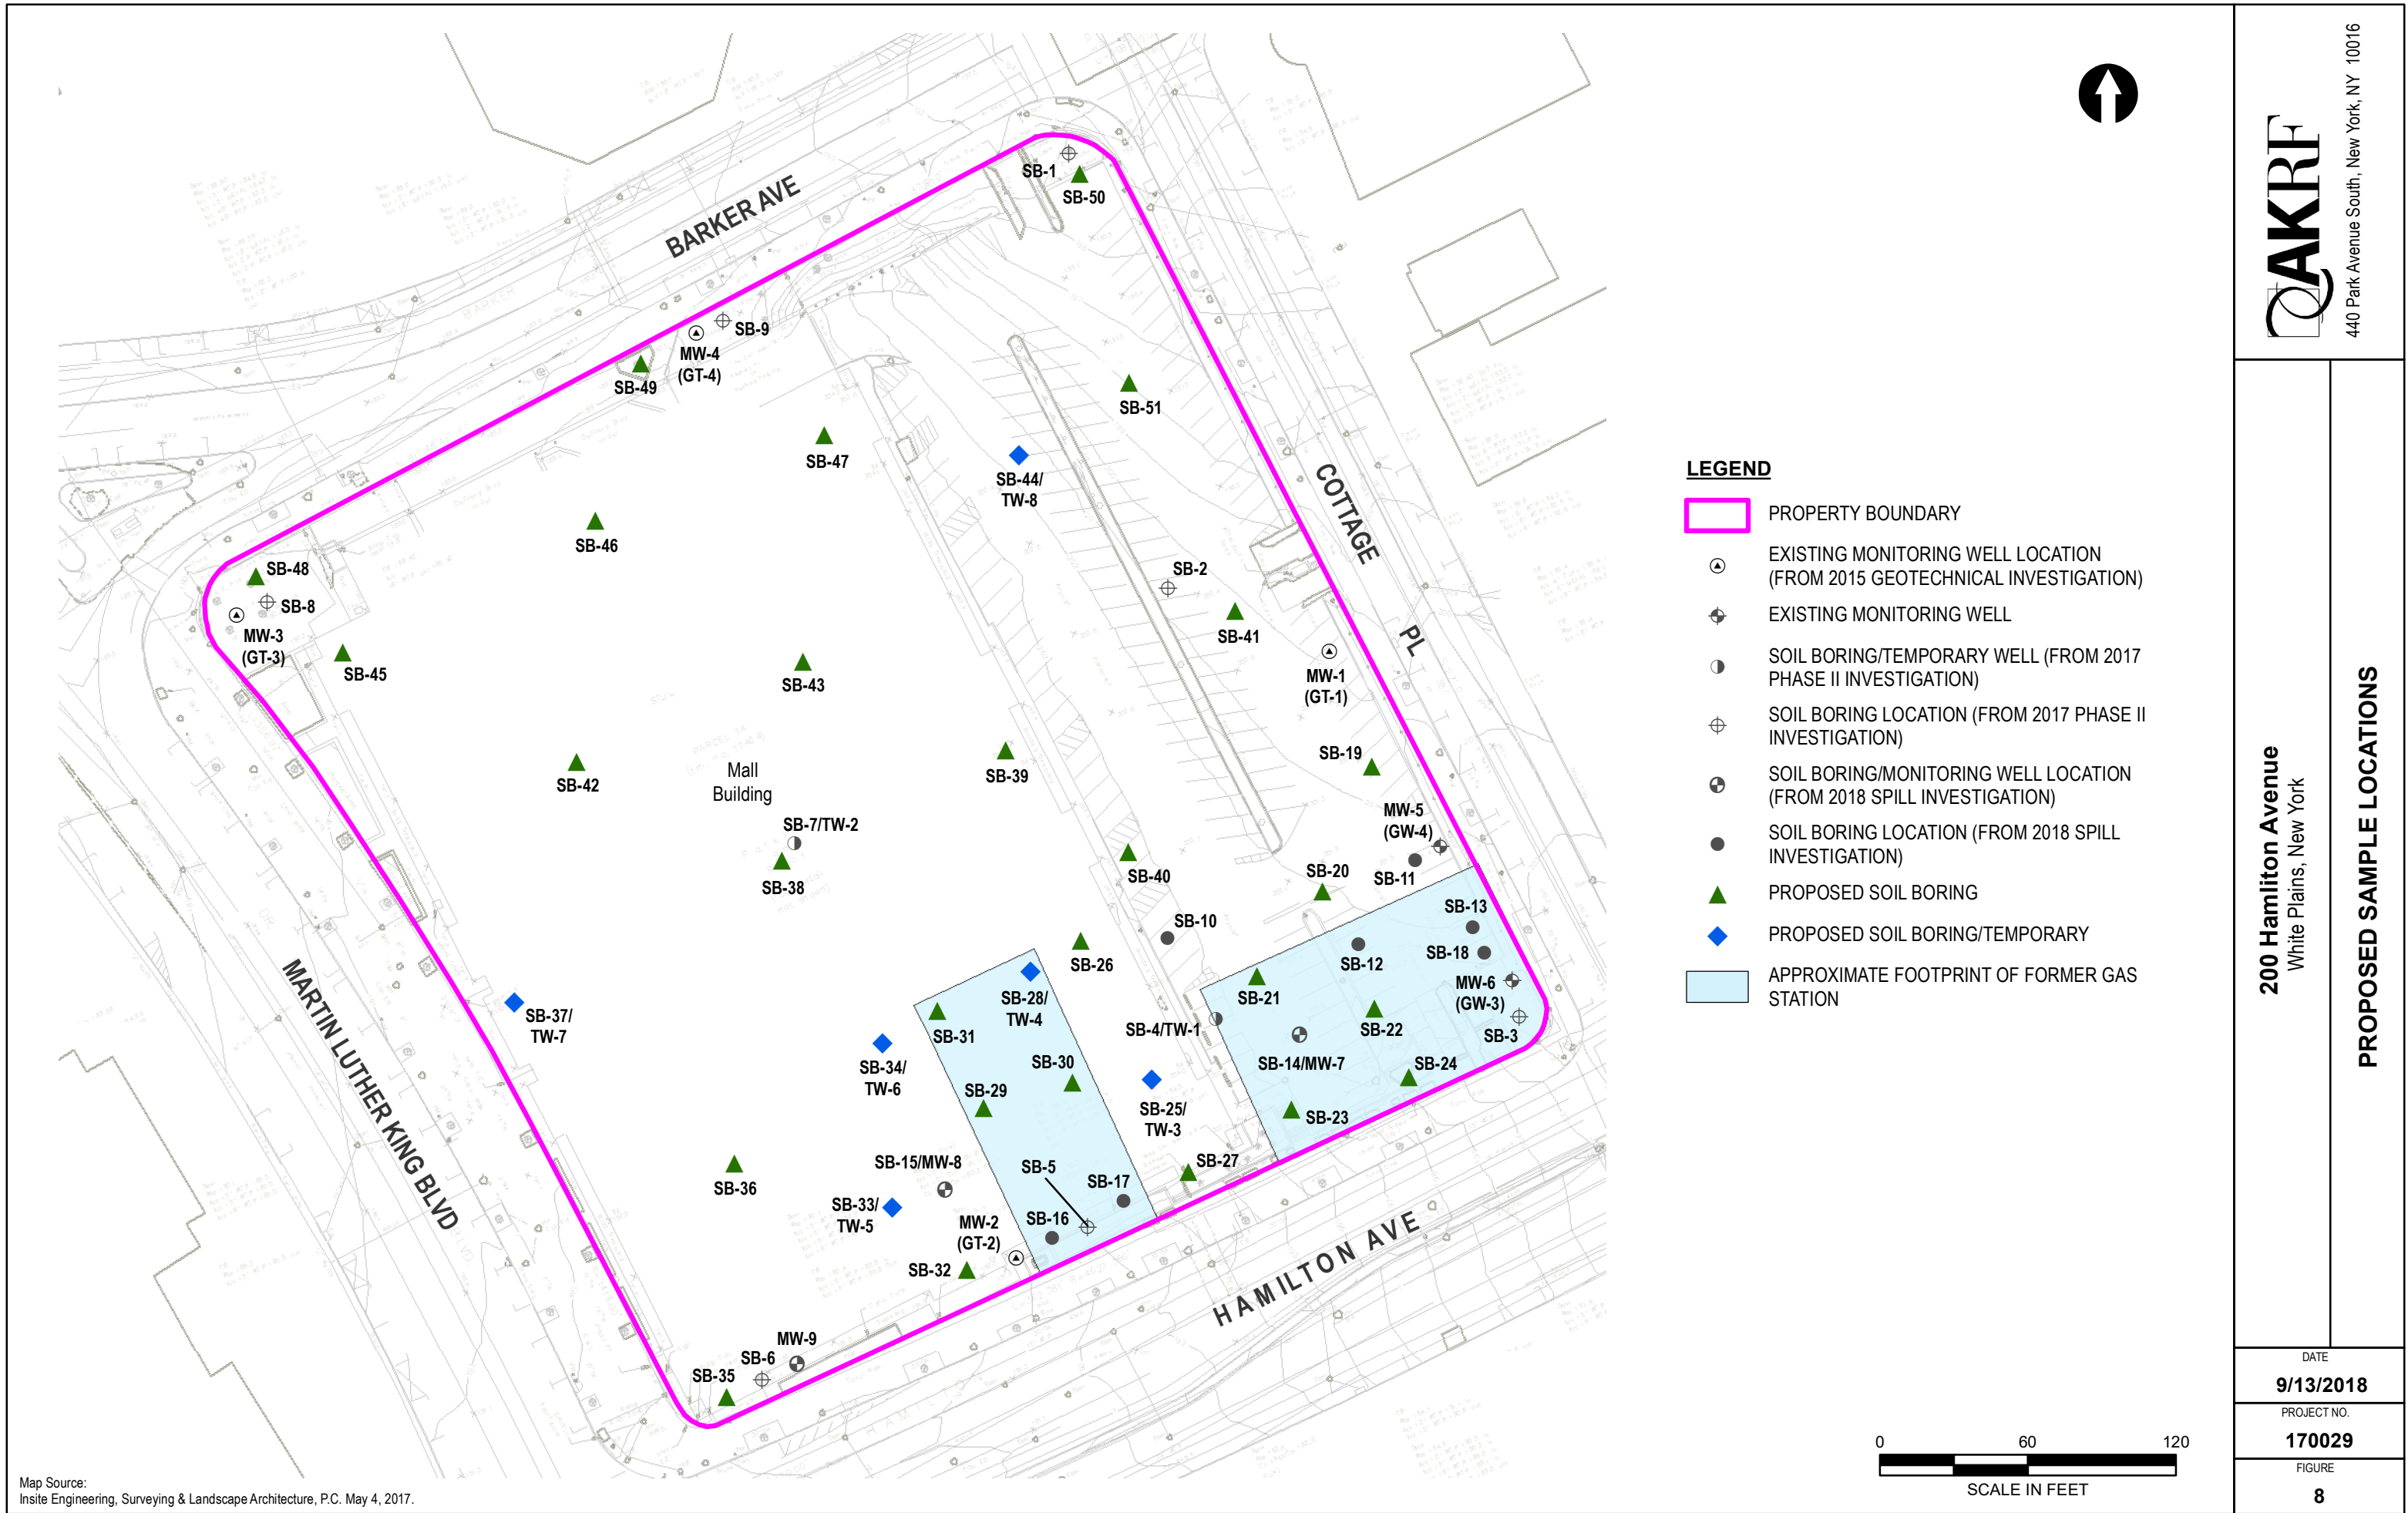 BARKER AVE
SB-1
SB-50
SB-9
MW-4
(GT-4)
SB-49
SB-51
SB-47
SB-44/
TW-8
COTTAGE
PL
SB-46
SB-48
SB-8
MW-3
(GT-3)
SB-45
SB-2
SB-41
SB-43
MW-1
(GT-1)
SB-42
Mall
Building
SB-39
SB-19
SB-7/TW-2
SB-38
SB-40
MW-5
(GW-4)
SB-11
SB-20
SB-10
SB-13
SB-12
SB-18
SB-26
MW-6
(GW-3)
SB-3
SB-21
SB-22
SB-28/
TW-4
SB-31
SB-37/
TW-7
SB-4/TW-1
SB-14/MW-7
SB-24
SB-34/
TW-6
SB-30
SB-29
SB-25/
TW-3
SB-23
MARTIN LUTHER KING BLVD
SB-36
SB-15/MW-8
SB-5
SB-17
SB-27
SB-33/
TW-5
MW-2
(GT-2)
SB-16
SB-32
HAMILTON AVE
MW-9
SB-6
SB-35
Map Source:
Insite Engineering, Surveying & Landscape Architecture, P.C. May 4, 2017.
LEGEND
PROPERTY BOUNDARY
EXISTING MONITORING WELL LOCATION
(FROM 2015 GEOTECHNICAL INVESTIGATION)
EXISTING MONITORING WELL
SOIL BORING/TEMPORARY WELL (FROM 2017
PHASE II INVESTIGATION)
SOIL BORING LOCATION (FROM 2017 PHASE II
INVESTIGATION)
SOIL BORING/MONITORING WELL LOCATION
(FROM 2018 SPILL INVESTIGATION)
SOIL BORING LOCATION (FROM 2018 SPILL
INVESTIGATION)
PROPOSED SOIL BORING
PROPOSED SOIL BORING/TEMPORARY
APPROXIMATE FOOTPRINT OF FORMER GAS
STATION
0 60 120
SCALE IN FEET
AKRF
440 Park Avenue South, New York, NY 10016
200 Hamliton Avenue
White Plains, New York
PROPOSED SAMPLE LOCATIONS
DATE
9/13/2018
PROJECT NO.
170029
FIGURE
8